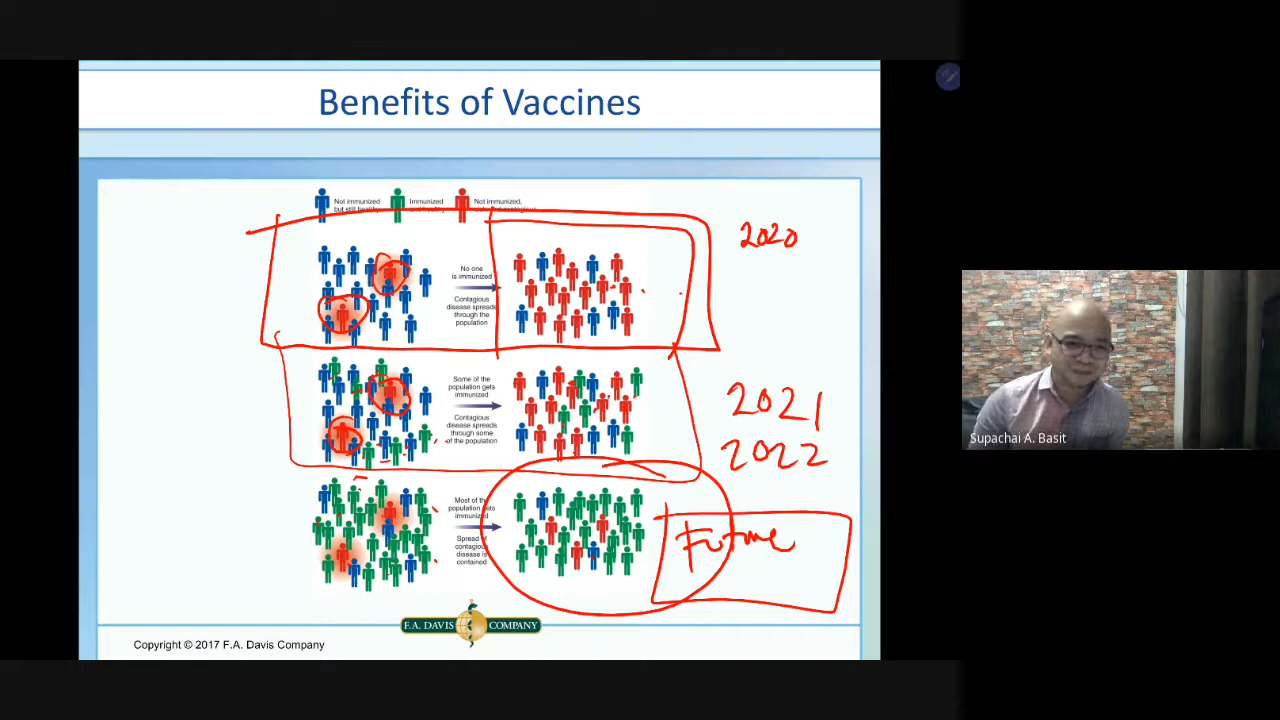 Benefits of Vaccines
Not immunized
but still healthy
Immunized
and healthy
Not immunized,
2020
No one
is immunized
Contagious
disease spreads
through the
population
Some of the
population gets
immunized
Contagious
disease spreads
through some
of the population
2021
2022
Most of the
population gets
immunized
Spread of
contagious
disease is
contained
Future
F.A. DAVIS COMPANY
Copyright © 2017 F.A. Davis Company
Supachai A. Basit